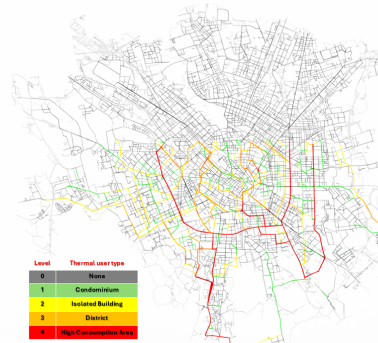 Level Thermal user type
0 None
1 Condominium
2 Isolated Building
3 District
4 High-Consumption Area